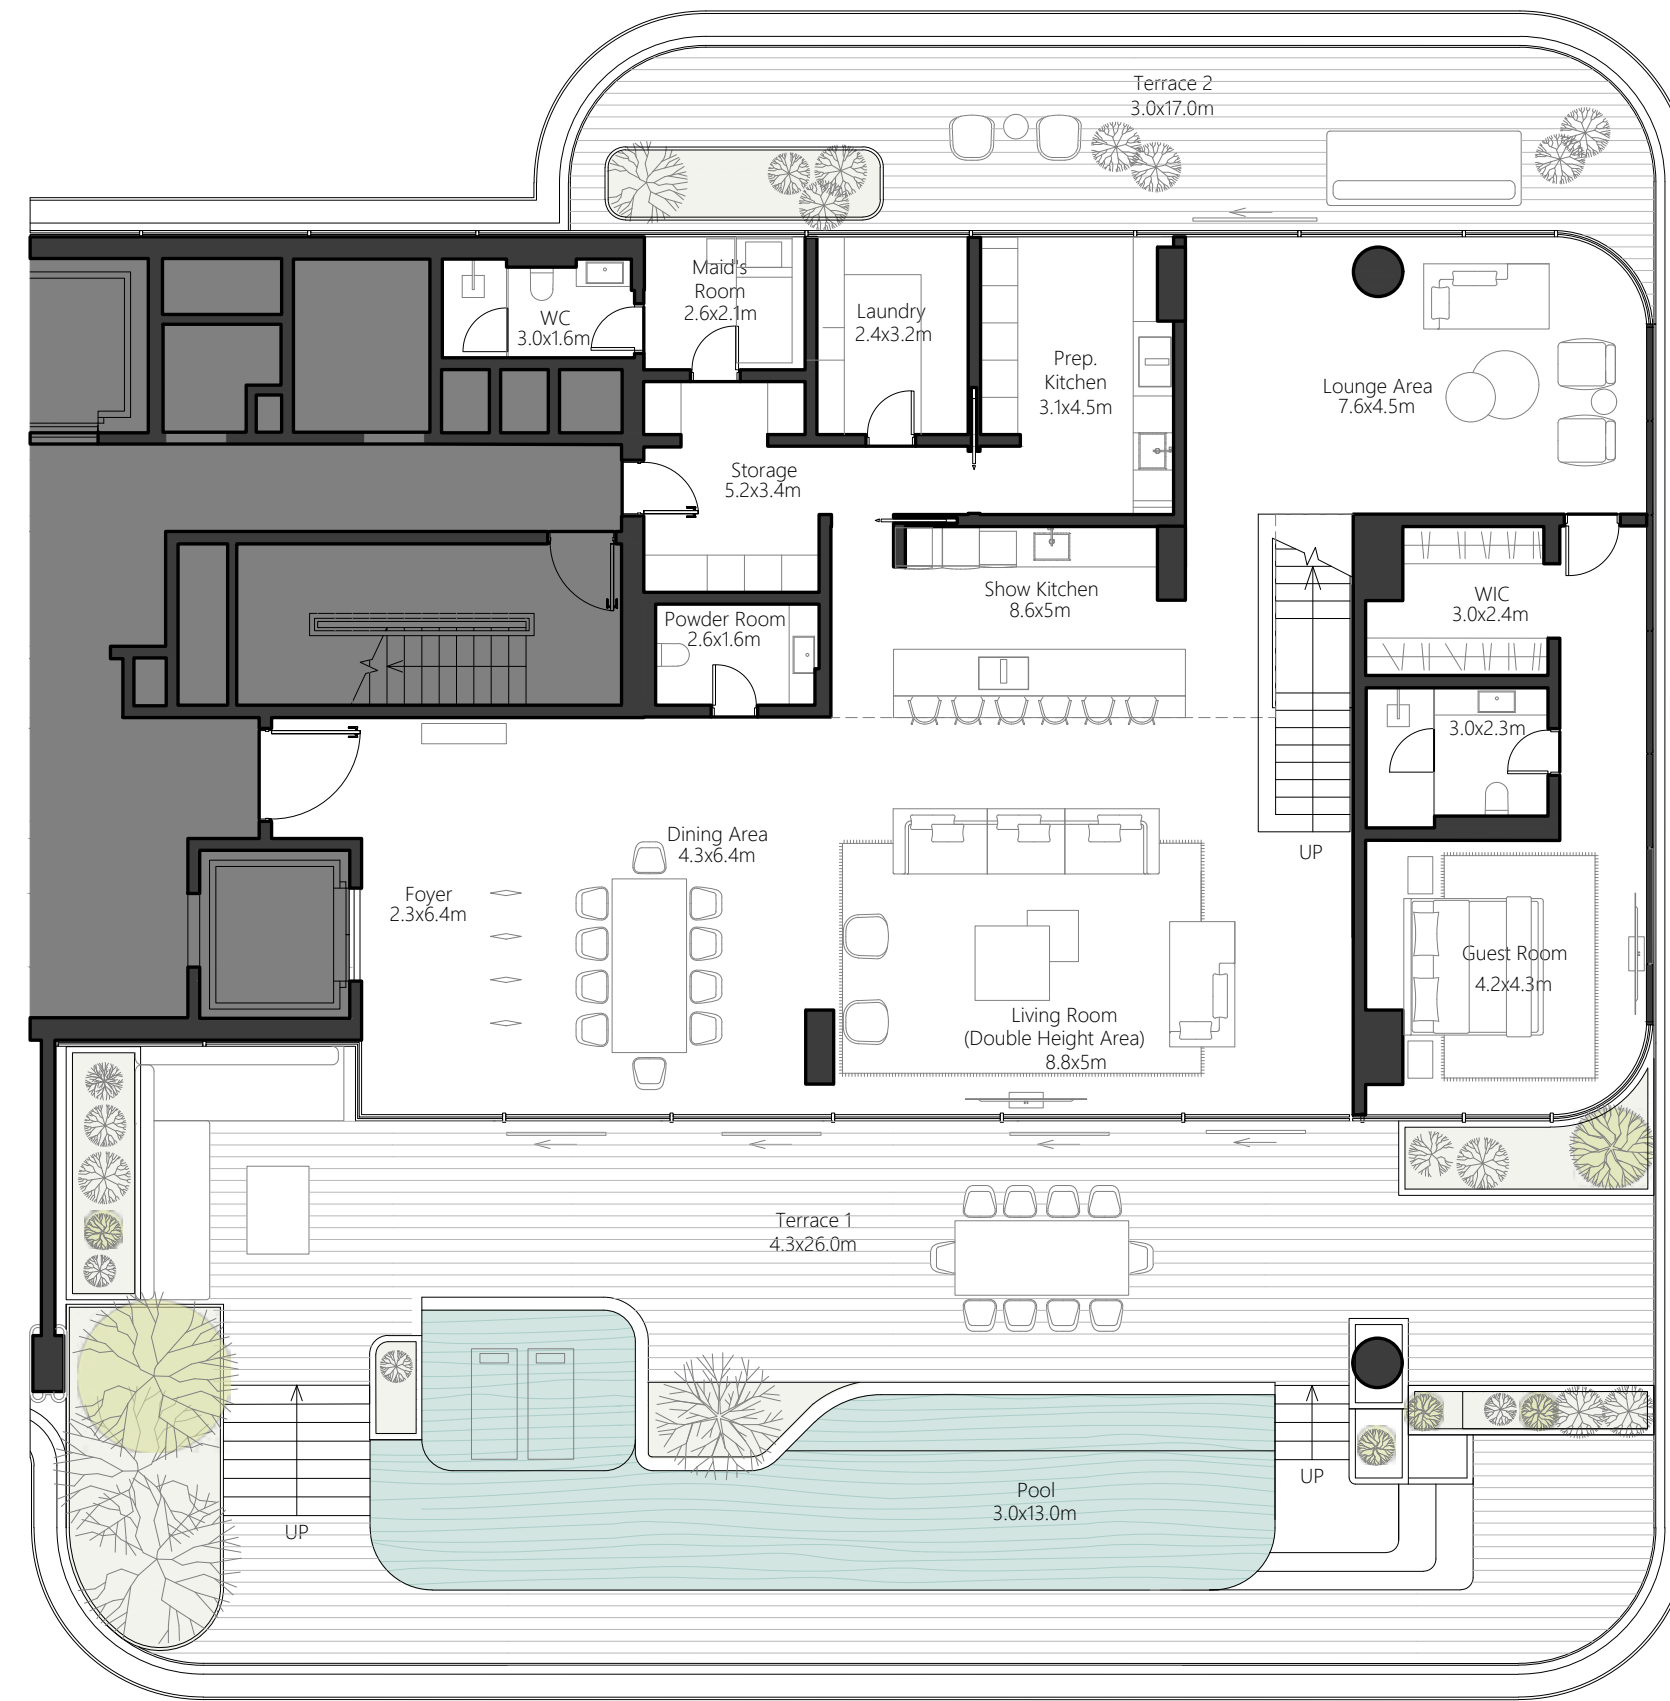 Terrace 2
3.0x17.0m
Maid's
Room
2.6x2.1m
WC
3.0x1.6m
Laundry
2.4x3.2m
Prep.
Kitchen
3.1x4.5m
Lounge Area
7.6x4.5m
Storage
5.2x3.4m
Show Kitchen
8.6x5m
WIC
3.0x2.4m
Powder Room
2.6x1.6m
3.0x2.3m
Dining Area
4.3x6.4m
UP
Foyer
2.3x6.4m
Guest Room
4.2x4.3m
Living Room
(Double Height Area)
8.8x5m
Terrace 1
4.3x26.0m
UP
Pool
3.0x13.0m
UP